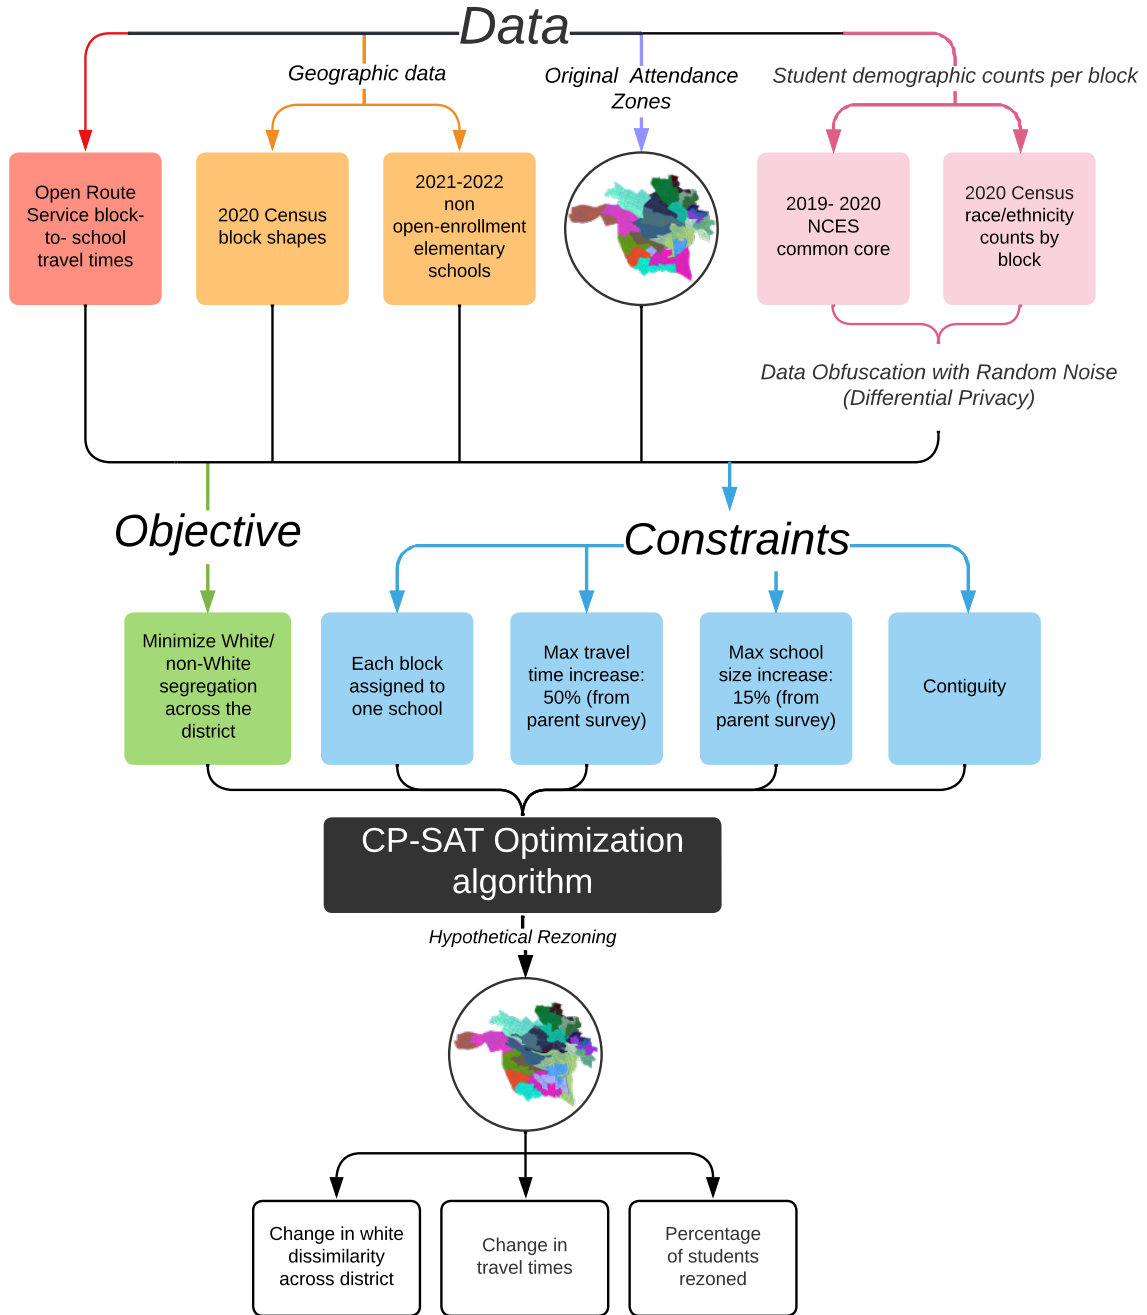 Data
Geographic data
Original Attendance
Zones
Student demographic counts per block
Open Route
Service block-
to- school
travel times
2020 Census
block shapes
2021-2022
non
open-enrollment
elementary
schools
2019- 2020
NCES
common core
2020 Census
race/ethnicity
counts by
block
Data Obfuscation with Random Noise
(Differential Privacy)
Objective
Constraints
Minimize White/
non-White
segregation
across the
district
Each block
assigned to
one school
Max travel
time increase:
50% (from
parent survey)
Max school
size increase:
15% (from
parent survey)
Contiguity
CP-SAT Optimization
algorithm
Hypothetical Rezoning
Change in white
dissimilarity
across district
Change in
travel times
Percentage
of students
rezoned